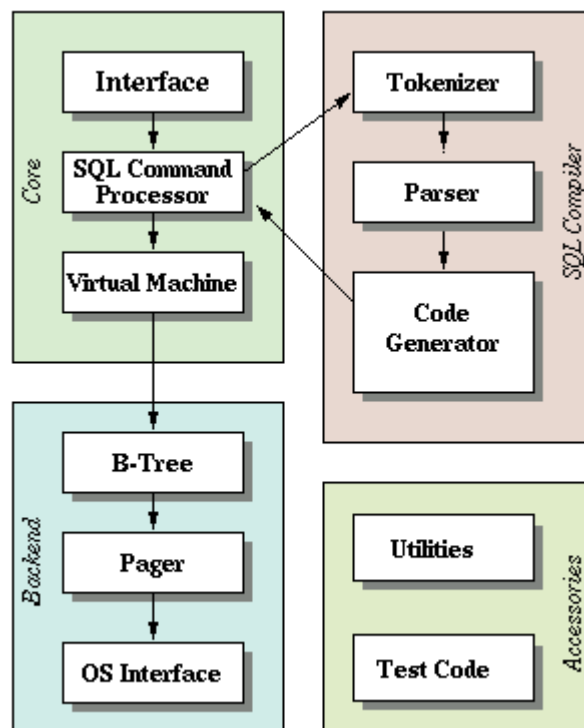 Core
Interface
SQL Command
Processor
Virtual Machine
SQL Compiler
Tokenizer
Parser
Code
Generator
Backend
B-Tree
Pager
OS Interface
Accessories
Utilities
Test Code